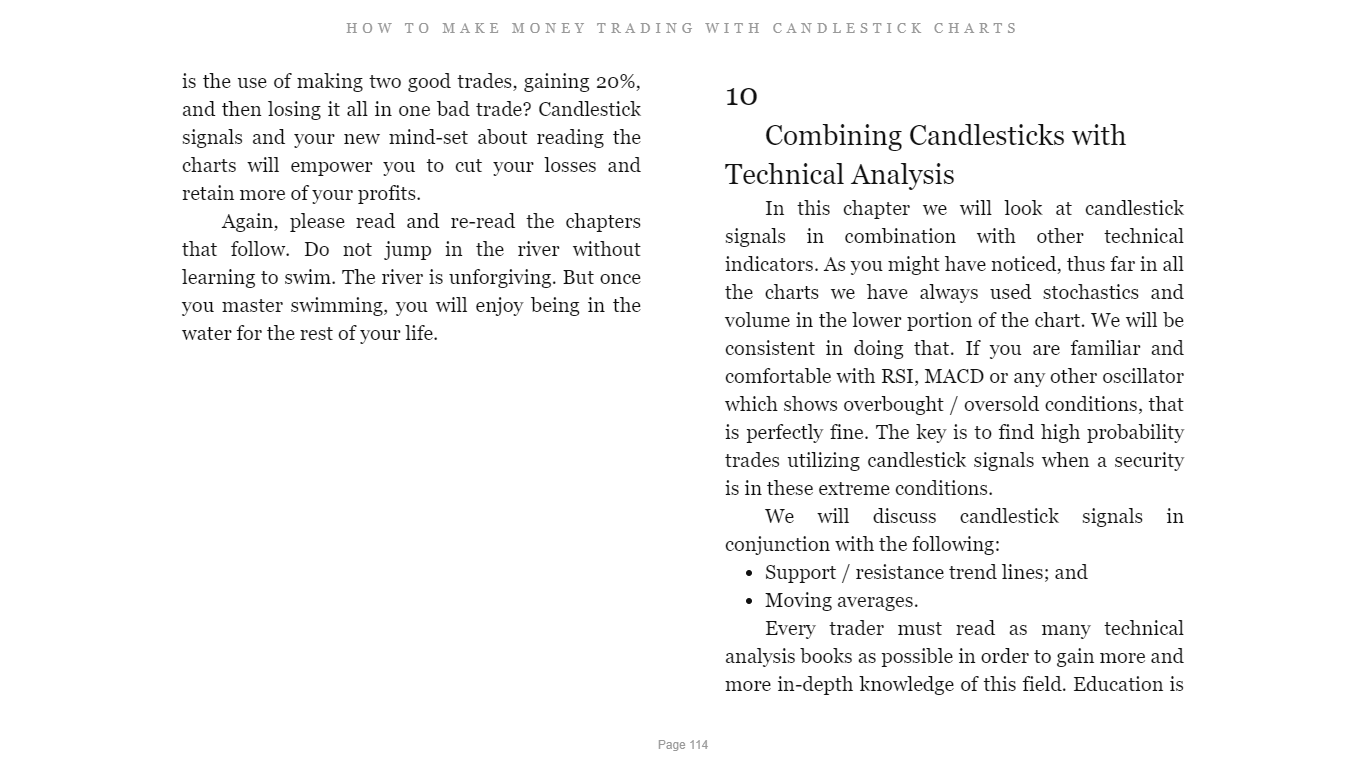 HOW TO MAKE MONEY TRADING WITH CANDLESTICK CHARTS
is the use of making two good trades, gaining 20%,
and then losing it all in one bad trade? Candlestick
signals and your new mind-set about reading the
charts will empower you to cut your losses and
retain more of your profits.
Again, please read and re-read the chapters
that follow. Do not jump in the river without
learning to swim. The river is unforgiving. But once
you master swimming, you will enjoy being in the
water for the rest of your life.
10
Combining Candlesticks with
Technical Analysis
In this chapter we will look at candlestick
signals in combination with other technical
indicators. As you might have noticed, thus far in all
the charts we have always used stochastics and
volume in the lower portion of the chart. We will be
consistent in doing that. If you are familiar and
comfortable with RSI, MACD or any other oscillator
which shows overbought / oversold conditions, that
is perfectly fine. The key is to find high probability
trades utilizing candlestick signals when a security
is in these extreme conditions.
We will discuss candlestick signals in
conjunction with the following:
• Support / resistance trend lines; and
• Moving averages.
Every trader must read as many technical
analysis books as possible in order to gain more and
more in-depth knowledge of this field. Education is
Page 114